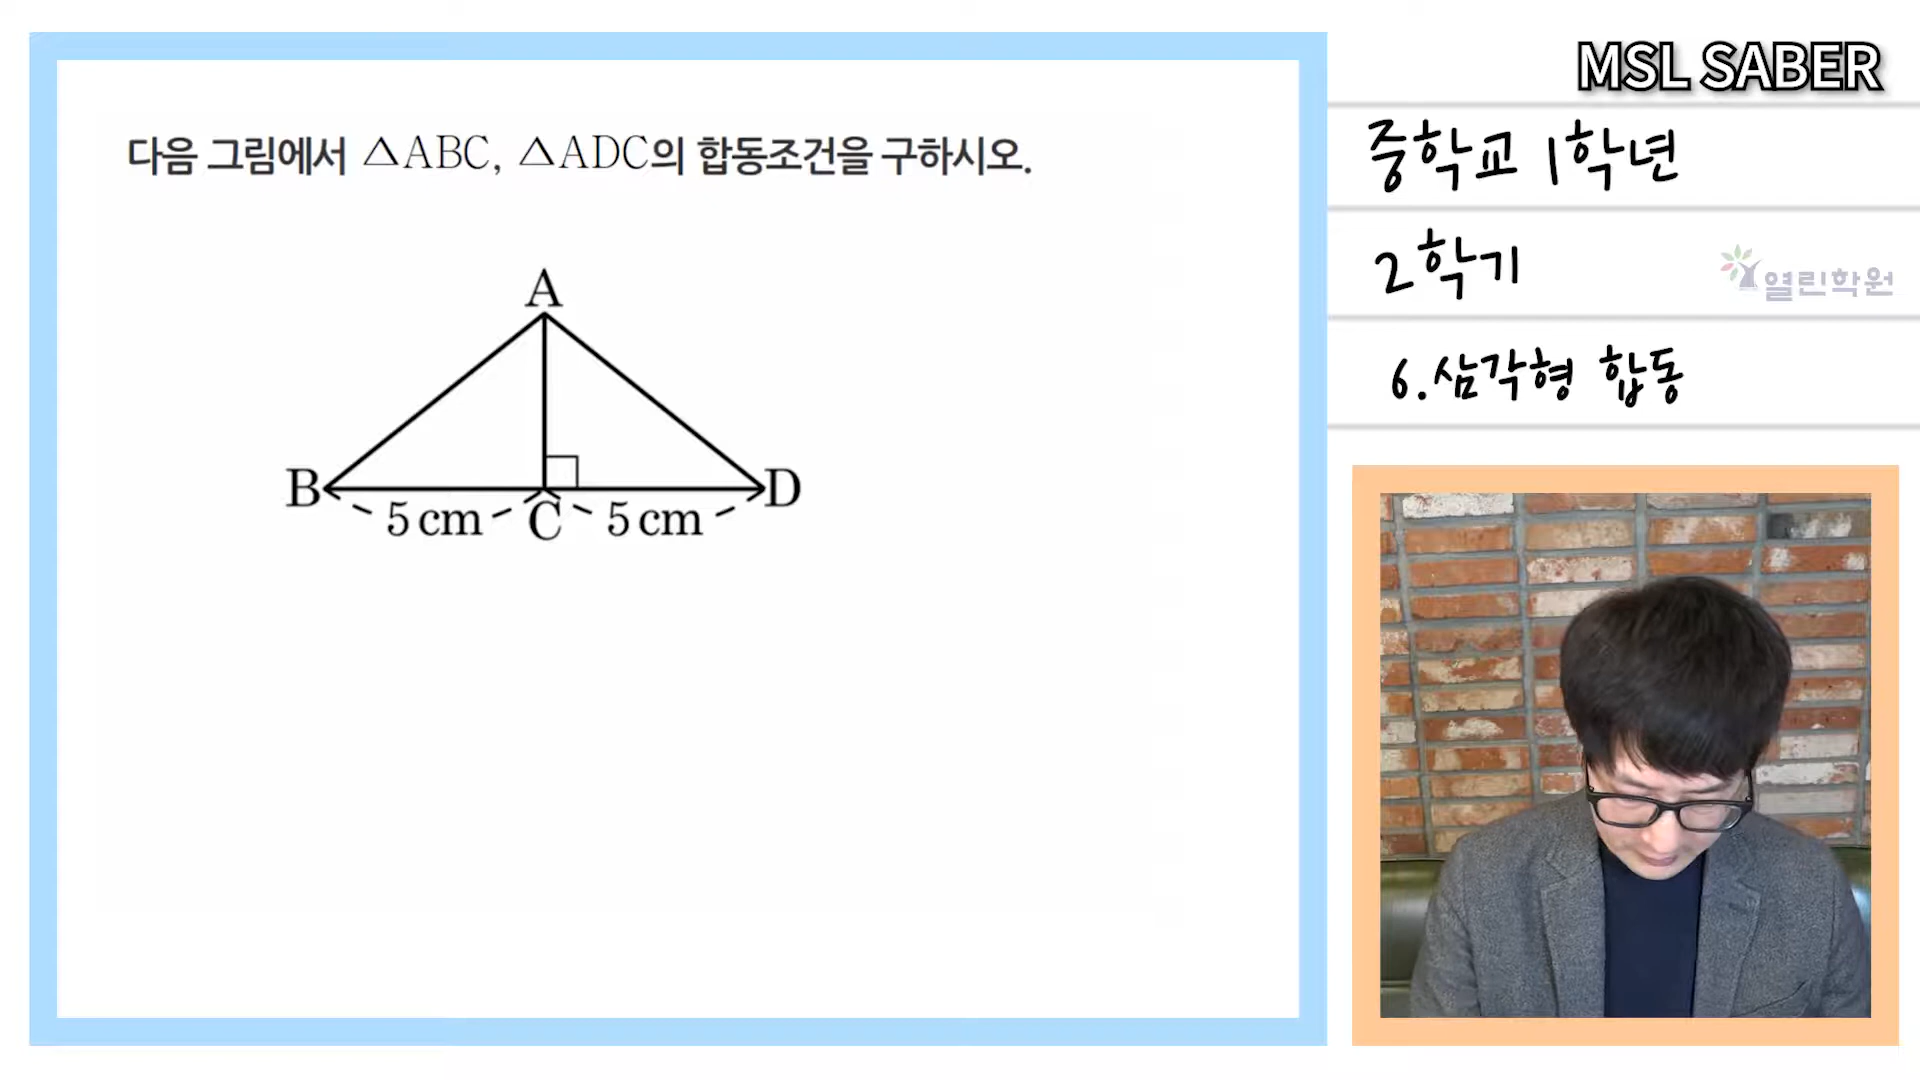 MSL SABER
다음 그림에서 △ABC, △ADC의 합동조건을 구하시오.
중학교 1학년
2학기
열린학원
6.삼각형 합동
A
B
D
5 cm
C
5 cm